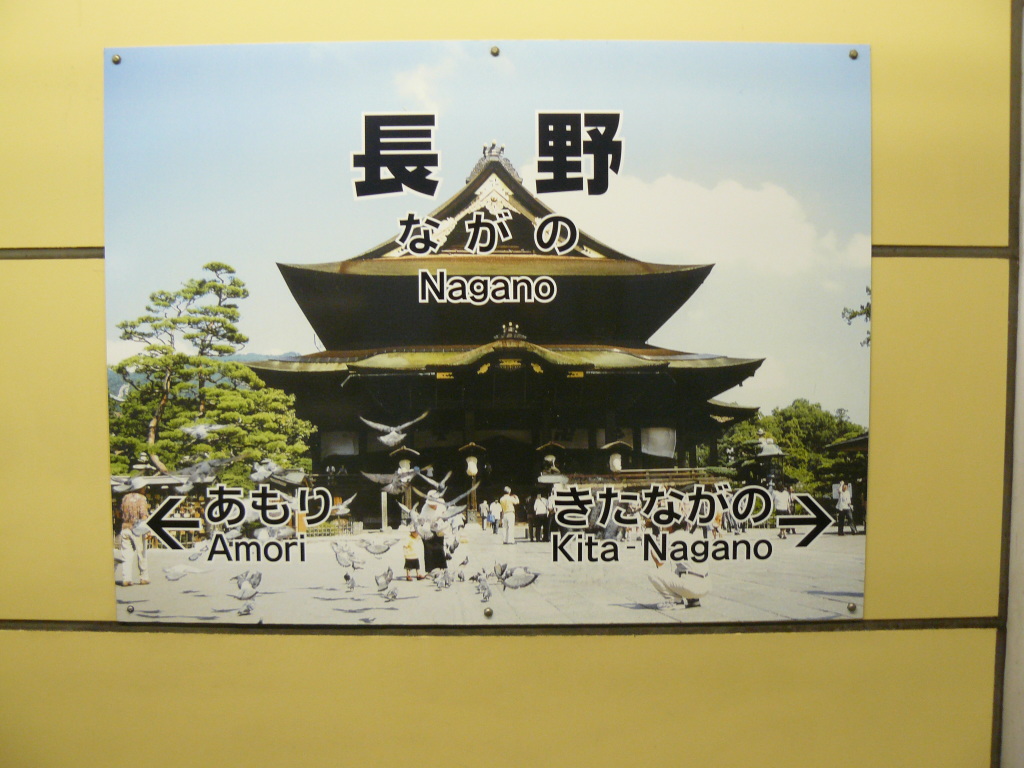 長野
ながの
Nagano
← あもり
Amori
きたながの →
Kita-Nagano